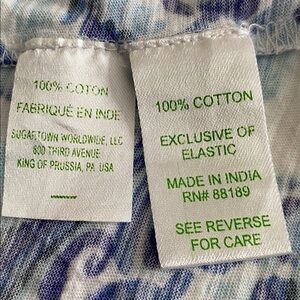 100% COTON
FABRIQUÉ EN INDE
SUGARTOWN WORLDWIDE, LLC
800 THIRD AVENUE
KING OF PRUSSIA, PA USA
100% COTTON
EXCLUSIVE OF
ELASTIC
MADE IN INDIA
RN# 88189
SEE REVERSE
FOR CARE